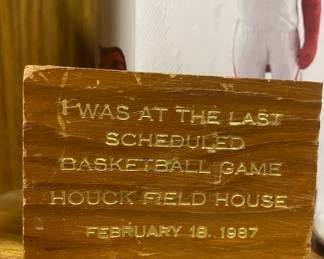 I WAS AT THE LAST
SCHEDULED
BASKETBALL GAME
HOUCK FIELD HOUSE
FEBRUARY 18, 1987